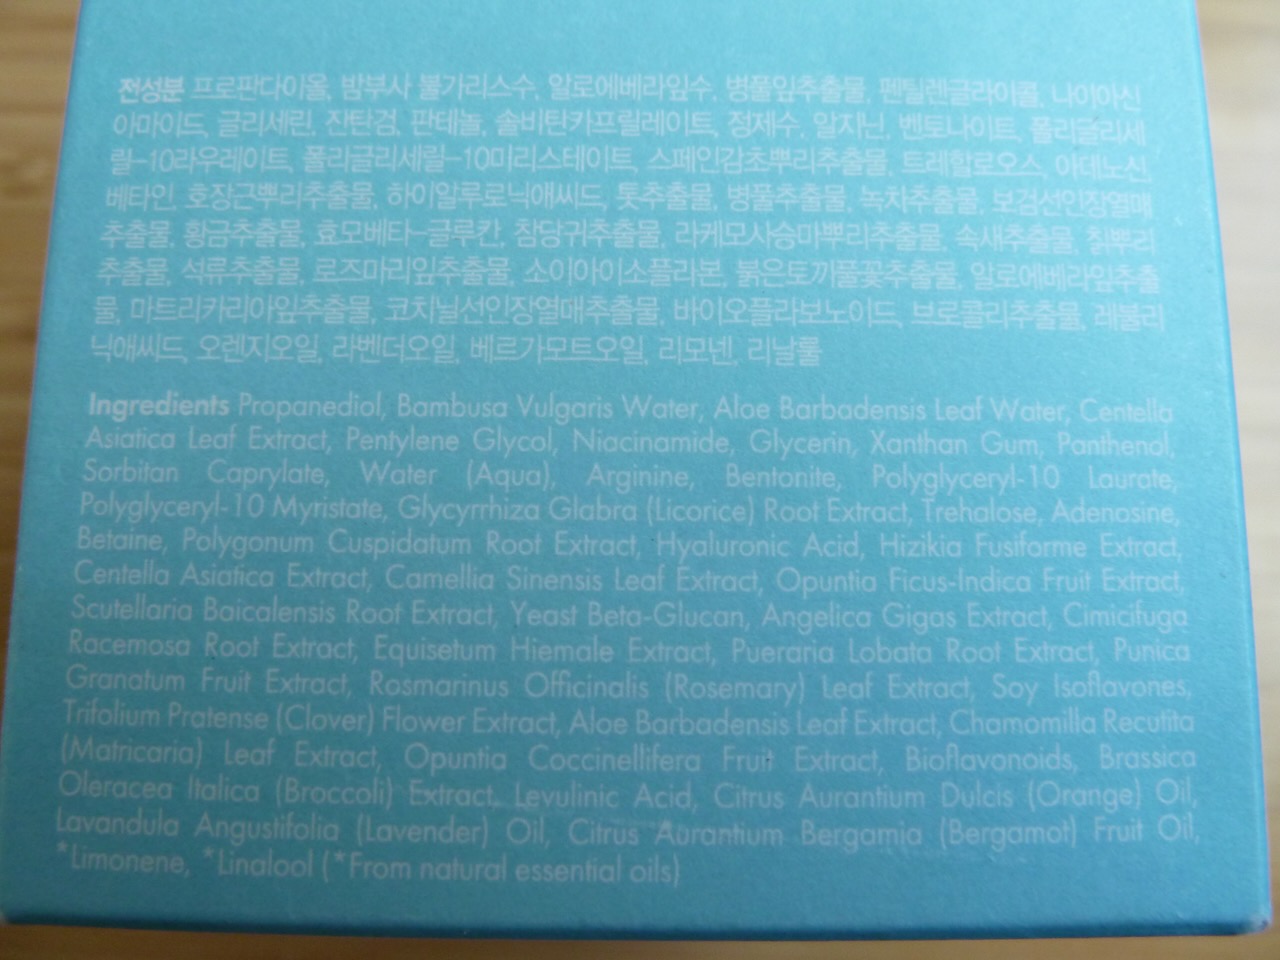 전성분 프로판다이올, 밤부사 불가리스수, 알로에베라잎수, 병풀잎추출물, 펜틸렌글라이콜, 나이아신
아마이드, 글리세린, 잔탄검, 판테놀, 솔비탄카프릴레이트, 정제수, 알지닌, 벤토나이트, 폴리글리세
릴-10라우레이트, 폴리글리세릴-10미리스테이트, 스페인감초뿌리추출물, 트레할로오스, 아데노신,
베타인, 호장근뿌리추출물, 하이알루로닉애씨드, 톳추출물, 병풀추출물, 녹차추출물, 보검선인장열매
추출물, 황금추출물, 효모베타-글루칸, 참당귀추출물, 라케모사승마뿌리추출물, 속새추출물, 칡뿌리
추출물, 석류추출물, 로즈마리잎추출물, 소이아이소플라본, 붉은토끼풀꽃추출물, 알로에베라잎추출
물, 마트리카리아잎추출물, 코치닐선인장열매추출물, 바이오플라보노이드, 브로콜리추출물, 레불리
닉애씨드, 오렌지오일, 라벤더오일, 베르가모트오일, 리모넨, 리날룰
Ingredients Propanediol, Bambusa Vulgaris Water, Aloe Barbadensis Leaf Water, Centella
Asiatica Leaf Extract, Pentylene Glycol, Niacinamide, Glycerin, Xanthan Gum, Panthenol,
Sorbitan Caprylate, Water (Aqua), Arginine, Bentonite, Polyglyceryl-10 Laurate,
Polyglyceryl-10 Myristate, Glycyrrhiza Glabra (Licorice) Root Extract, Trehalose, Adenosine,
Betaine, Polygonum Cuspidatum Root Extract, Hyaluronic Acid, Hizikia Fusiforme Extract,
Centella Asiatica Extract, Camellia Sinensis Leaf Extract, Opuntia Ficus-Indica Fruit Extract,
Scutellaria Baicalensis Root Extract, Yeast Beta-Glucan, Angelica Gigas Extract, Cimicifuga
Racemosa Root Extract, Equisetum Hiemale Extract, Pueraria Lobata Root Extract, Punica
Granatum Fruit Extract, Rosmarinus Officinalis (Rosemary) Leaf Extract, Soy Isoflavones,
Trifolium Pratense (Clover) Flower Extract, Aloe Barbadensis Leaf Extract, Chamomilla Recutita
(Matricaria) Leaf Extract, Opuntia Coccinellifera Fruit Extract, Bioflavonoids, Brassica
Oleracea Italica (Broccoli) Extract, Levulinic Acid, Citrus Aurantium Dulcis (Orange) Oil,
Lavandula Angustifolia (Lavender) Oil, Citrus Aurantium Bergamia (Bergamot) Fruit Oil,
*Limonene, *Linalool (*From natural essential oils)